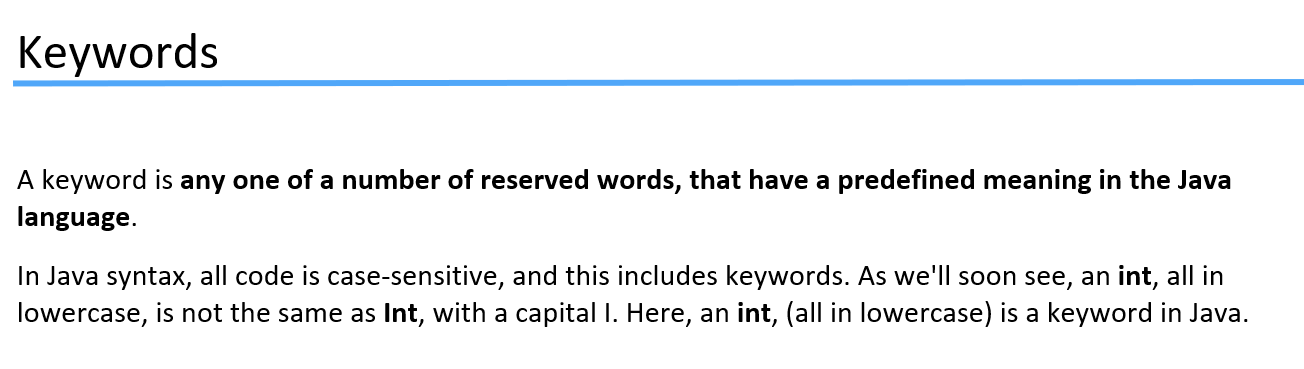 Keywords
A keyword is any one of a number of reserved words, that have a predefined meaning in the Java
language.
In Java syntax, all code is case-sensitive, and this includes keywords. As we'll soon see, an int, all in
lowercase, is not the same as Int, with a capital I. Here, an int, (all in lowercase) is a keyword in Java.